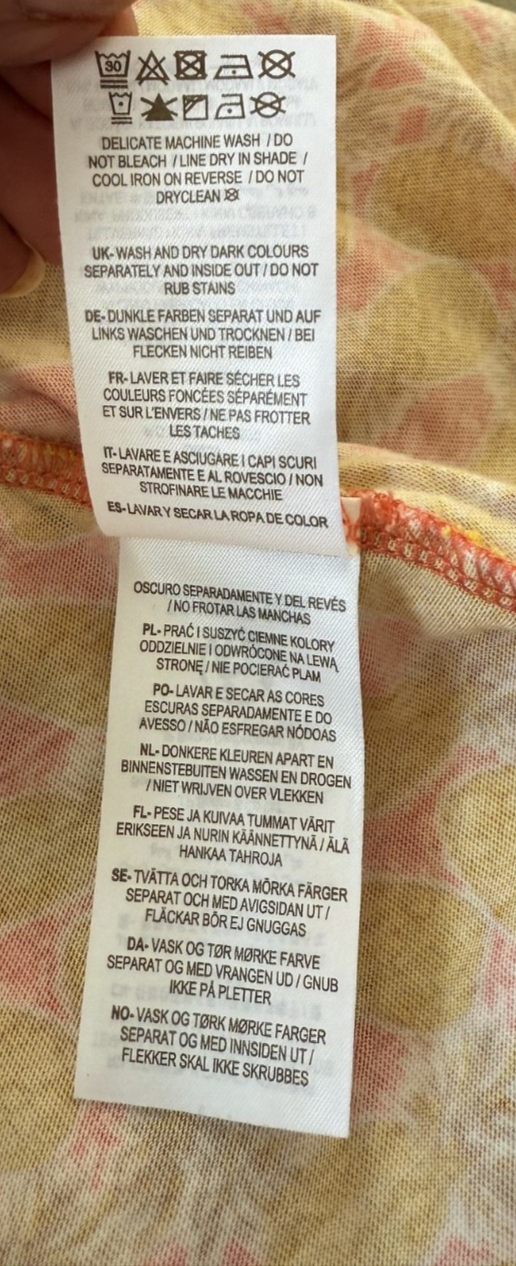 30
DELICATE MACHINE WASH / DO
NOT BLEACH / LINE DRY IN SHADE /
COOL IRON ON REVERSE / DO NOT
DRYCLEAN
UK- WASH AND DRY DARK COLOURS
SEPARATELY AND INSIDE OUT / DO NOT
RUB STAINS
DE- DUNKLE FARBEN SEPARAT UND AUF
LINKS WASCHEN UND TROCKNEN / BEI
FLECKEN NICHT REIBEN
FR- LAVER ET FAIRE SÉCHER LES
COULEURS FONCÉES SÉPARÉMENT
ET SUR L'ENVERS / NE PAS FROTTER
LES TACHES
IT- LAVARE E ASCIUGARE I CAPI SCURI
SEPARATAMENTE E AL ROVESCIO / NON
STROFINARE LE MACCHIE
ES- LAVAR Y SECAR LA ROPA DE COLOR
OSCURO SEPARADAMENTE Y DEL REVÉS
/ NO FROTAR LAS MANCHAS
PL- PRAĆ I SUSZYĆ CIEMNE KOLORY
ODDZIELNIE I ODWRÓCONE NA LEWĄ
STRONĘ / NIE POCIERAĆ PLAM
PO- LAVAR E SECAR AS CORES
ESCURAS SEPARADAMENTE E DO
AVESSO / NÃO ESFREGAR NÓDOAS
NL- DONKERE KLEUREN APART EN
BINNENSTEBUITEN WASSEN EN DROGEN
/ NIET WRIJVEN OVER VLEKKEN
FL- PESE JA KUIVAA TUMMAT VÄRIT
ERIKSEEN JA NURIN KÄÄNNETTYNÄ / ÄLÄ
HANKAA TAHROJA
SE- TVÄTTA OCH TORKA MÖRKA FÄRGER
SEPARAT OCH MED AVIGSIDAN UT /
FLÄCKAR BÖR EJ GNUGGAS
DA- VASK OG TØR MØRKE FARVE
SEPARAT OG MED VRANGEN UD / GNUB
IKKE PÅ PLETTER
NO- VASK OG TØRK MØRKE FARGER
SEPARAT OG MED INNSIDEN UT /
FLEKKER SKAL IKKE SKRUBBES